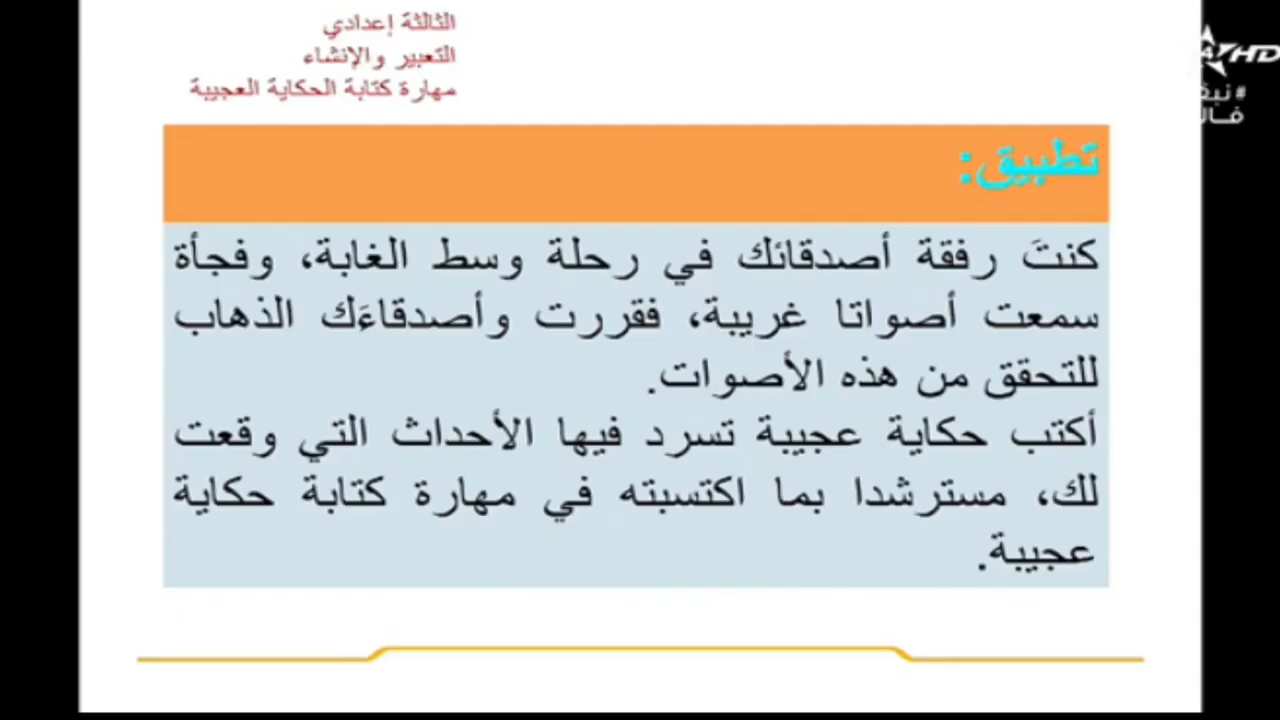 الثالثة إعدادي
التعبير والإنشاء
مهارة كتابة الحكاية العجيبة
HD
#نبق
تطبيق:
كنتَ رفقة أصدقائك في رحلة وسط الغابة، وفجأة
سمعت أصواتا غريبة، فقررت وأصدقاءَك الذهاب
للتحقق من هذه الأصوات.
أكتب حكاية عجيبة تسرد فيها الأحداث التي وقعت
لك، مسترشدا بما اكتسبته في مهارة كتابة حكاية
عجيبة.